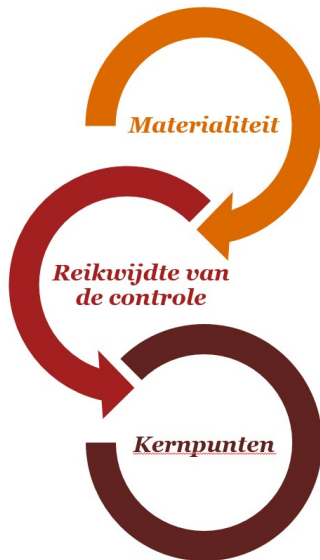 Materialiteit
Reikwijdte van
de controle
Kernpunten